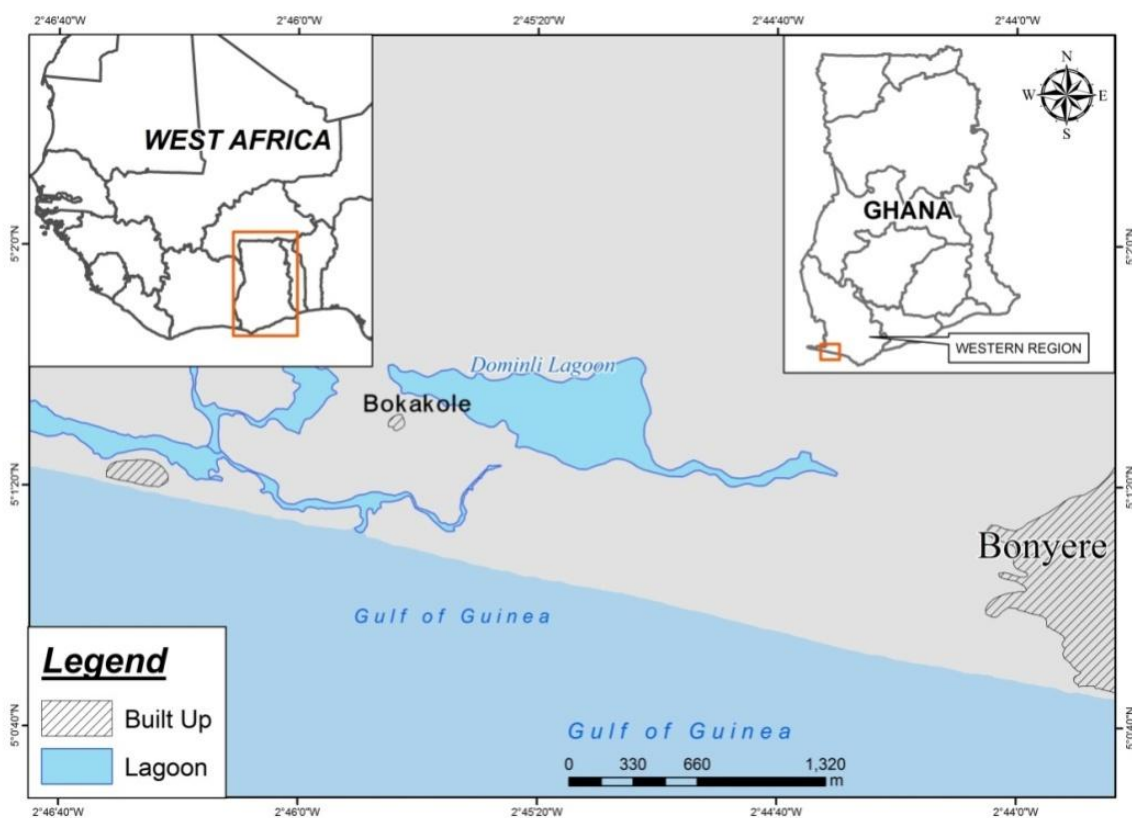 2°46'40"W
2°46'0"W
2°45'20"W
2°44'40"W
2°44'0"W
WEST AFRICA
N
W
E
S
GHANA
WESTERN REGION
5°2'0"N
5°2'0"N
Dominli Lagoon
Bokakole
5°1'20"N
5°1'20"N
Bonyere
Gulf of Guinea
Legend
Built Up
Lagoon
Gulf of Guinea
0 330 660 1,320
m
5°0'40"N
5°0'40"N
2°46'40"W
2°46'0"W
2°45'20"W
2°44'40"W
2°44'0"W